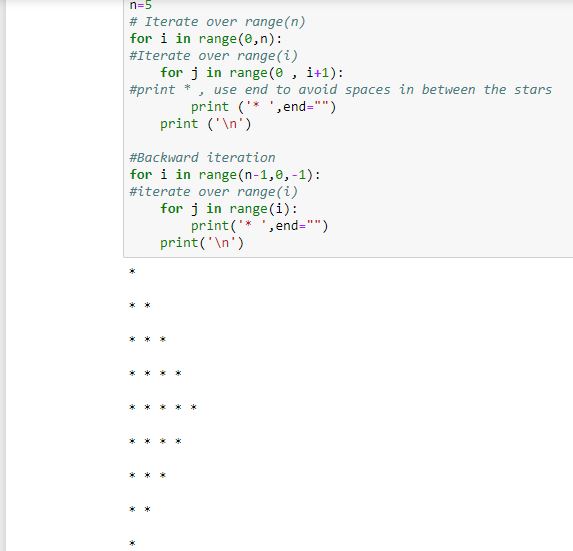 n=5
# Iterate over range(n)
for i in range(0,n):
#Iterate over range(i)
    for j in range(0 , i+1):
#print * , use end to avoid spaces in between the stars
        print ('* ',end="")
    print ('\n')

#Backward iteration
for i in range(n-1,0,-1):
#iterate over range(i)
    for j in range(i):
        print('* ',end="")
    print('\n')
*
* *
* * *
* * * *
* * * * *
* * * *
* * *
* *
*